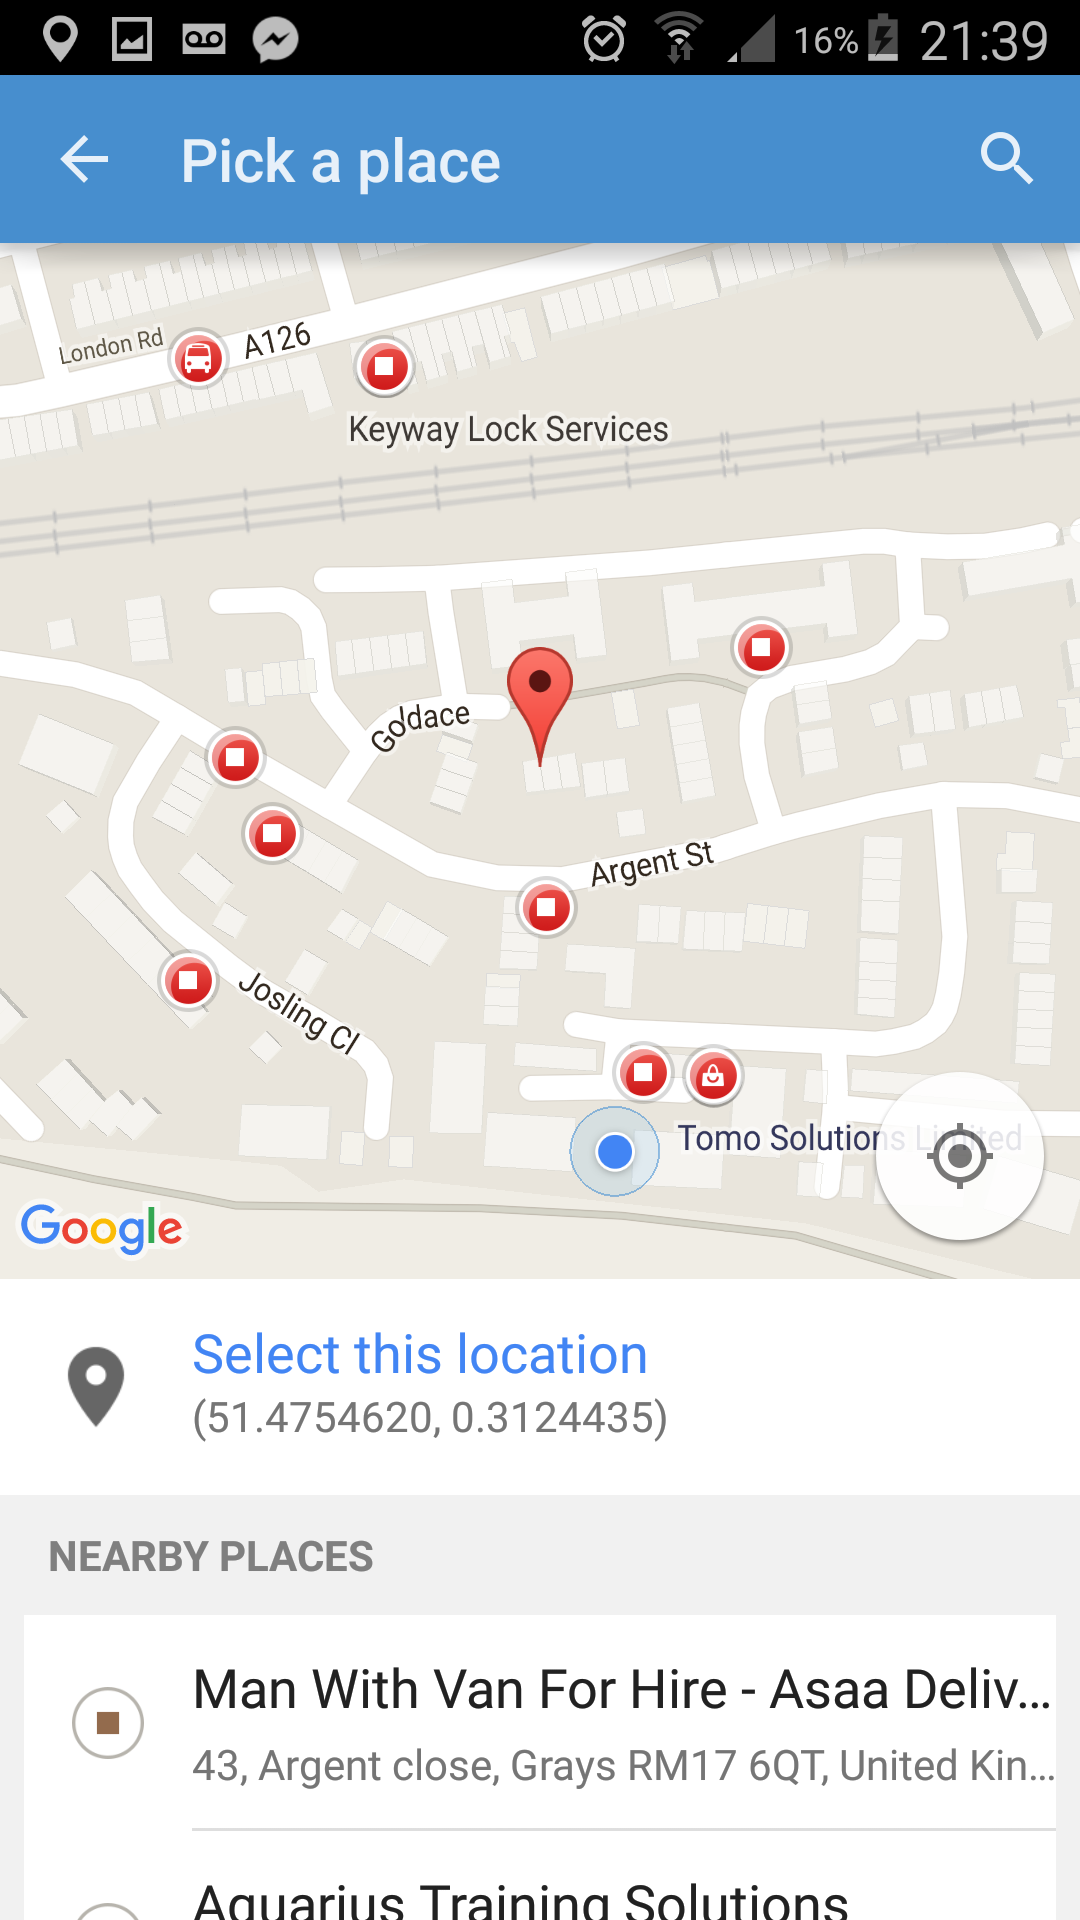 16% 21:39
Pick a place
London Rd
A126
Keyway Lock Services
Goldace
Argent St
Josling Cl
Tomo Solutions Limited
Google
Select this location
(51.4754620, 0.3124435)
NEARBY PLACES
Man With Van For Hire - Asaa Deliv...
43, Argent close, Grays RM17 6QT, United Kin...
Aquarius Training Solutions